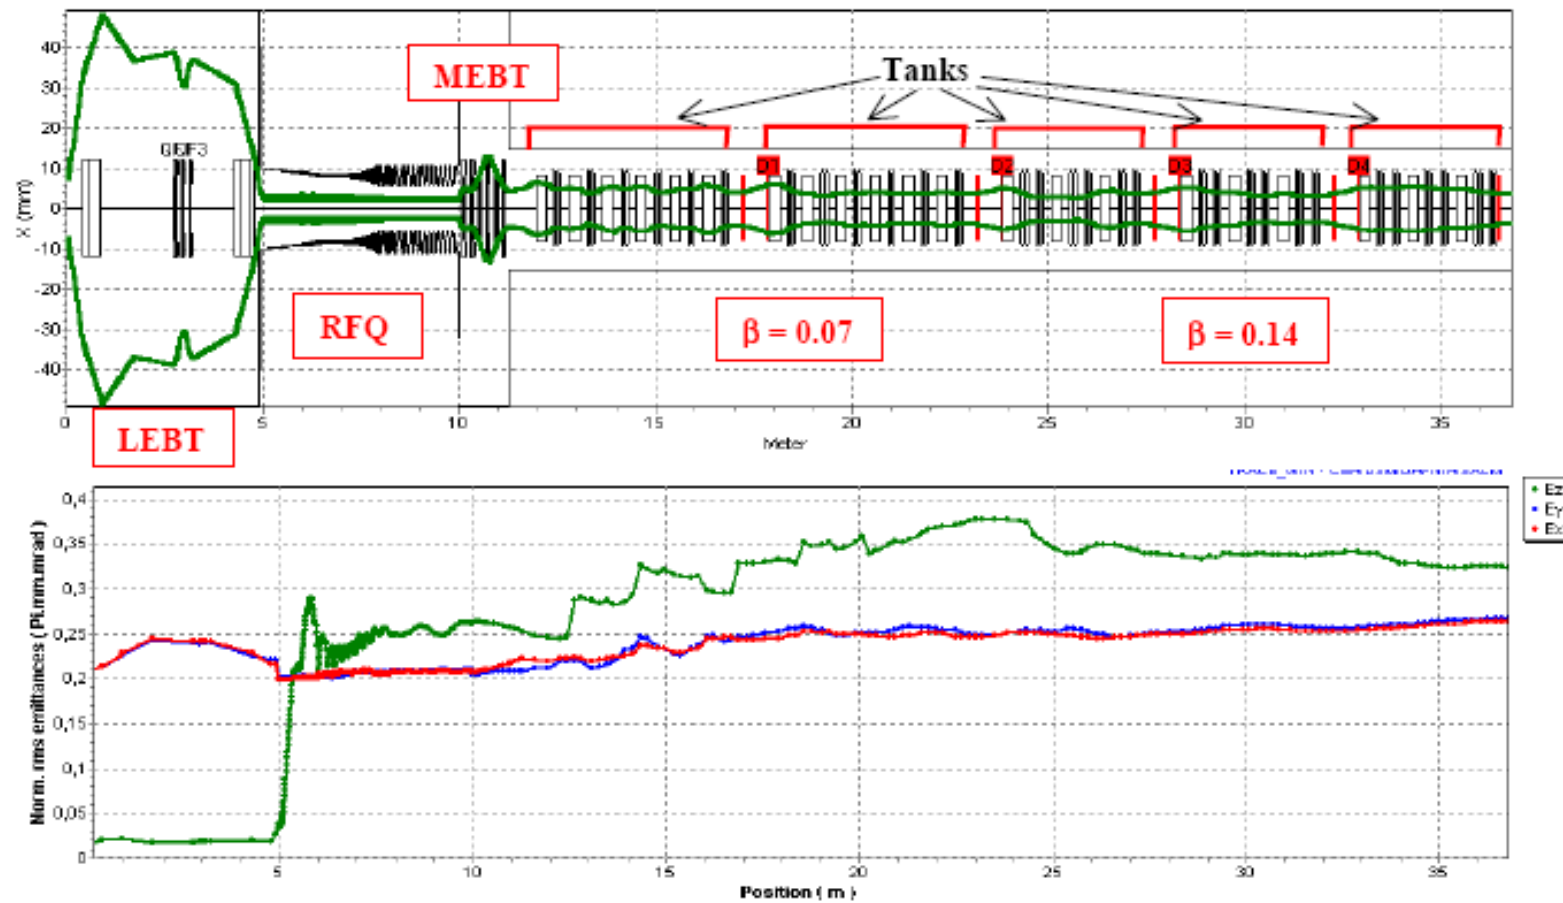 MEBT
Tanks
40
30
20
10
0
-10
-20
-30
-40
X (mm)
D1
D2
D3
D4
RFQ
β = 0.07
β = 0.14
0 5 10 15 20 25 30 35
Meter
LEBT
0,4
0,35
0,3
0,25
0,2
0,15
0,1
0,05
0
Norm. rms emittances ( Pi.mm.mrad )
Ez
Ey
Ex
5 10 15 20 25 30 35
Position ( m )